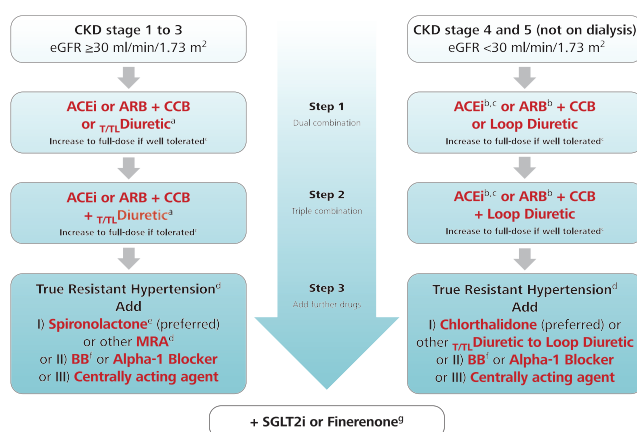 CKD stage 1 to 3
eGFR ≥30 ml/min/1.73 m²
ACEi or ARB + CCB
or T/TLDiureticᵃ
Increase to full-dose if well toleratedᶜ
ACEi or ARB + CCB
+ T/TLDiureticᵃ
Increase to full-dose if toleratedᶜ
True Resistant Hypertensionᵈ
Add
I) Spironolactoneᵉ (preferred)
or other MRAᵈ
or II) BBᶠ or Alpha-1 Blocker
or III) Centrally acting agent
Step 1
Dual combination
Step 2
Triple combination
Step 3
Add further drugs
CKD stage 4 and 5 (not on dialysis)
eGFR <30 ml/min/1.73 m²
ACEiᵇ,ᶜ or ARBᵇ + CCB
or Loop Diuretic
Increase to full-dose if well toleratedᶜ
ACEiᵇ,ᶜ or ARBᵇ + CCB
+ Loop Diuretic
Increase to full-dose if well toleratedᶜ
True Resistant Hypertensionᵈ
Add
I) Chlorthalidone (preferred) or
other T/TLDiuretic to Loop Diuretic
or II) BBᶠ or Alpha-1 Blocker
or III) Centrally acting agent
+ SGLT2i or Finerenoneᵍ